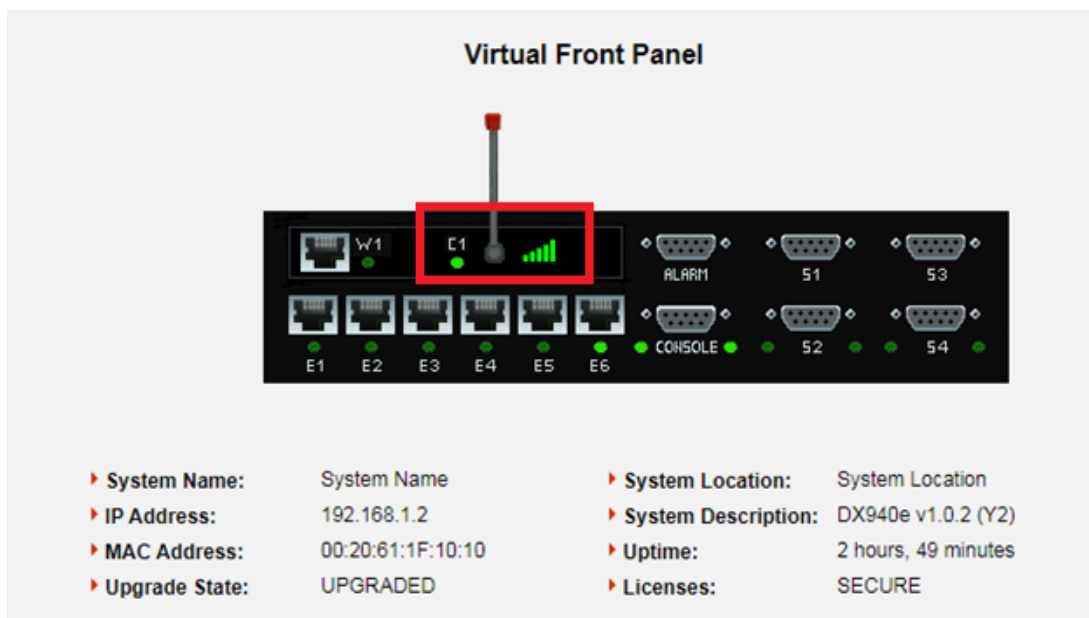 Virtual Front Panel
W1 C1
ALARM S1 S3
CONSOLE S2 S4
E1 E2 E3 E4 E5 E6
System Name: System Name System Location: System Location
IP Address: 192.168.1.2 System Description: DX940e v1.0.2 (Y2)
MAC Address: 00:20:61:1F:10:10 Uptime: 2 hours, 49 minutes
Upgrade State: UPGRADED Licenses: SECURE